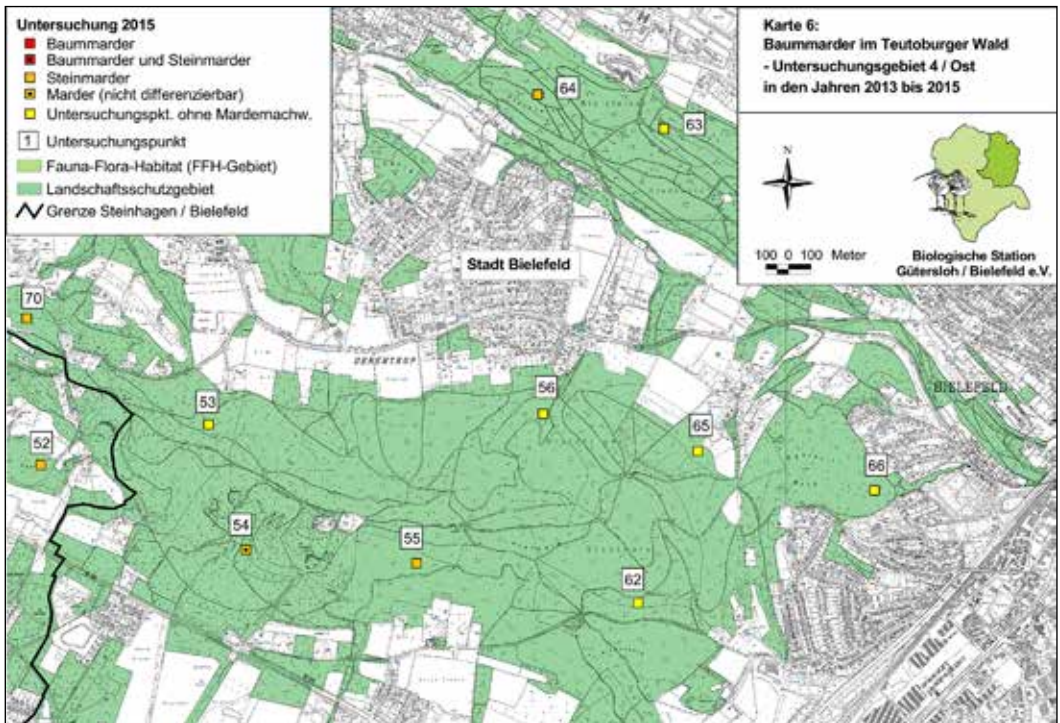 Untersuchung 2015
Baummarder
Baummarder und Steinmarder
Steinmarder
Marder (nicht differenzierbar)
Untersuchungspkt. ohne Mardernachw.
1 Untersuchungspunkt
Fauna-Flora-Habitat (FFH-Gebiet)
Landschaftsschutzgebiet
Grenze Steinhagen / Bielefeld
Karte 6:
Baummarder im Teutoburger Wald
- Untersuchungsgebiet 4 / Ost
in den Jahren 2013 bis 2015
N
100 0 100 Meter
Biologische Station
Gütersloh / Bielefeld e.V.
64
63
Stadt Bielefeld
70
BIELEFELD
53
56
65
52
66
54
55
62